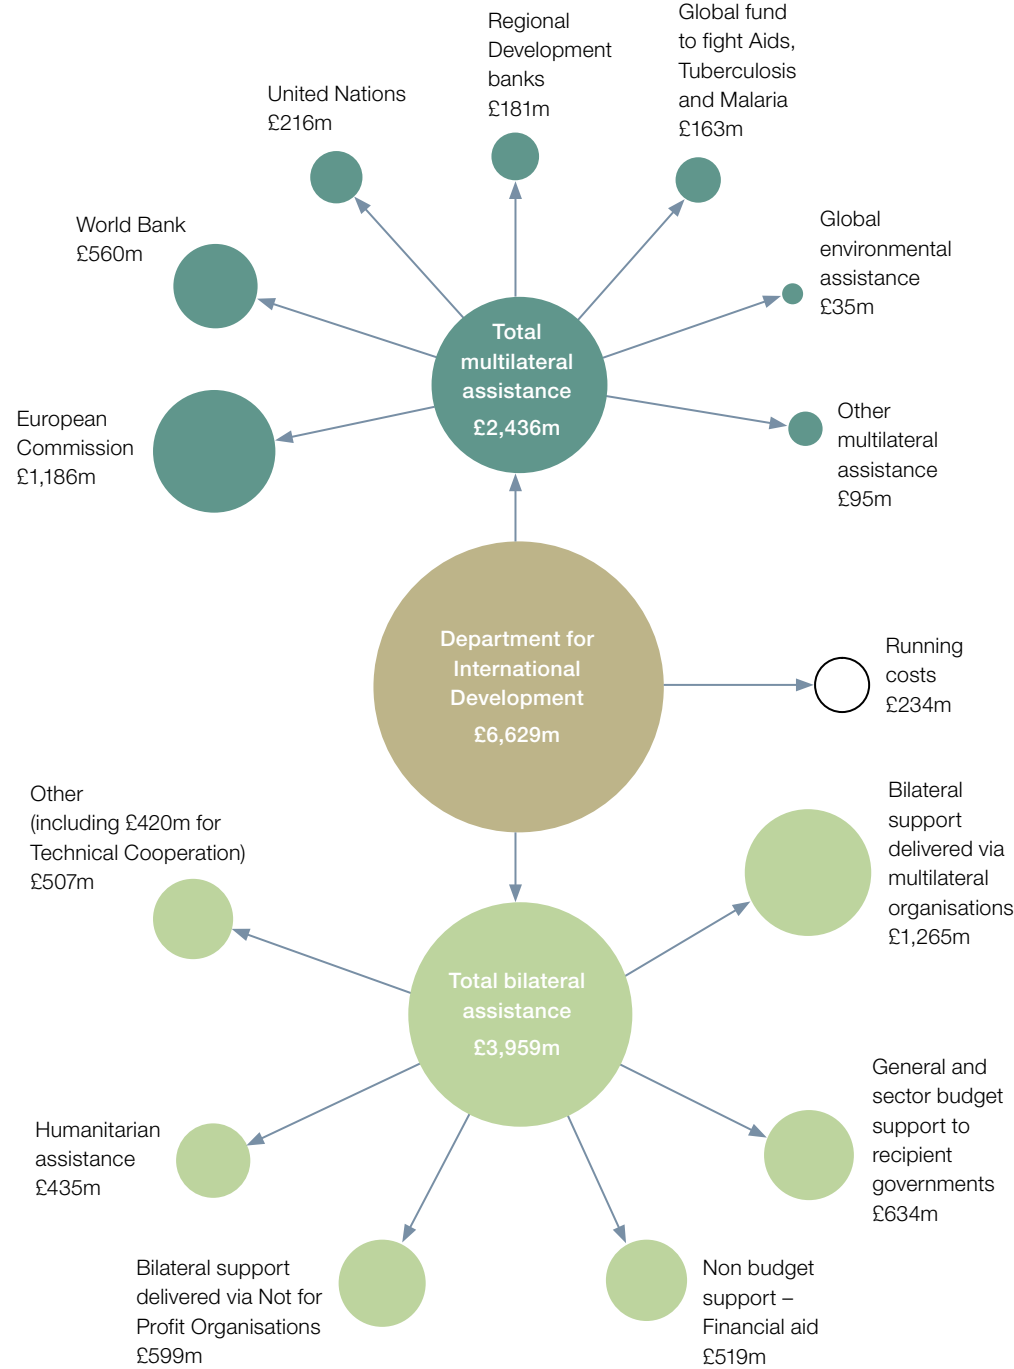 Regional
Development
banks
£181m
Global fund
to fight Aids,
Tuberculosis
and Malaria
£163m
United Nations
£216m
World Bank
£560m
Global
environmental
assistance
£35m
European
Commission
£1,186m
Total
multilateral
assistance
£2,436m
Other
multilateral
assistance
£95m
Department for
International
Development
£6,629m
Running
costs
£234m
Other
(including £420m for
Technical Cooperation)
£507m
Bilateral
support
delivered via
multilateral
organisations
£1,265m
Total bilateral
assistance
£3,959m
General and
sector budget
support to
recipient
governments
£634m
Humanitarian
assistance
£435m
Bilateral support
delivered via Not for
Profit Organisations
£599m
Non budget
support –
Financial aid
£519m